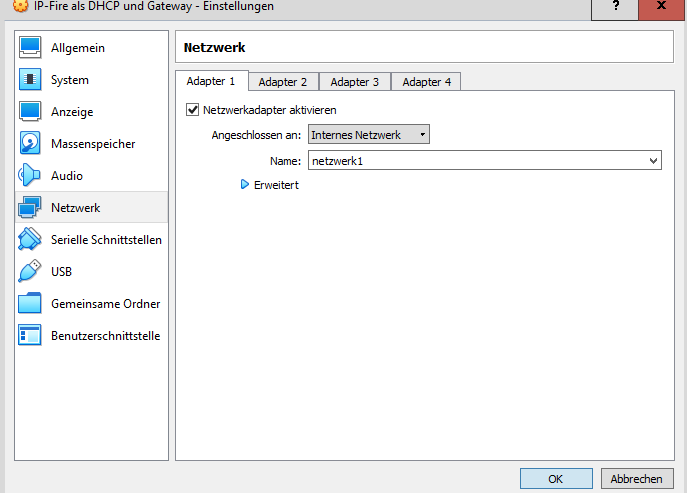 IP-Fire als DHCP und Gateway - Einstellungen
? x
Allgemein
System
Anzeige
Massenspeicher
Audio
Netzwerk
Serielle Schnittstellen
USB
Gemeinsame Ordner
Benutzerschnittstelle
Netzwerk
Adapter 1 Adapter 2 Adapter 3 Adapter 4
Netzwerkadapter aktivieren
Angeschlossen an: Internes Netzwerk
Name: netzwerk1
Erweitert
OK Abbrechen